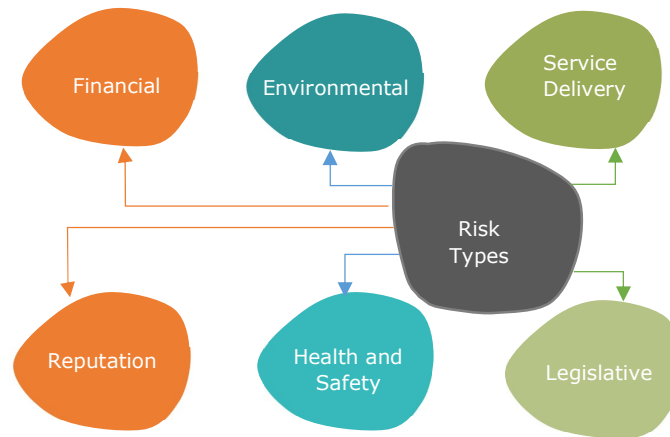 Financial
Environmental
Service
Delivery
Risk
Types
Reputation
Health and
Safety
Legislative